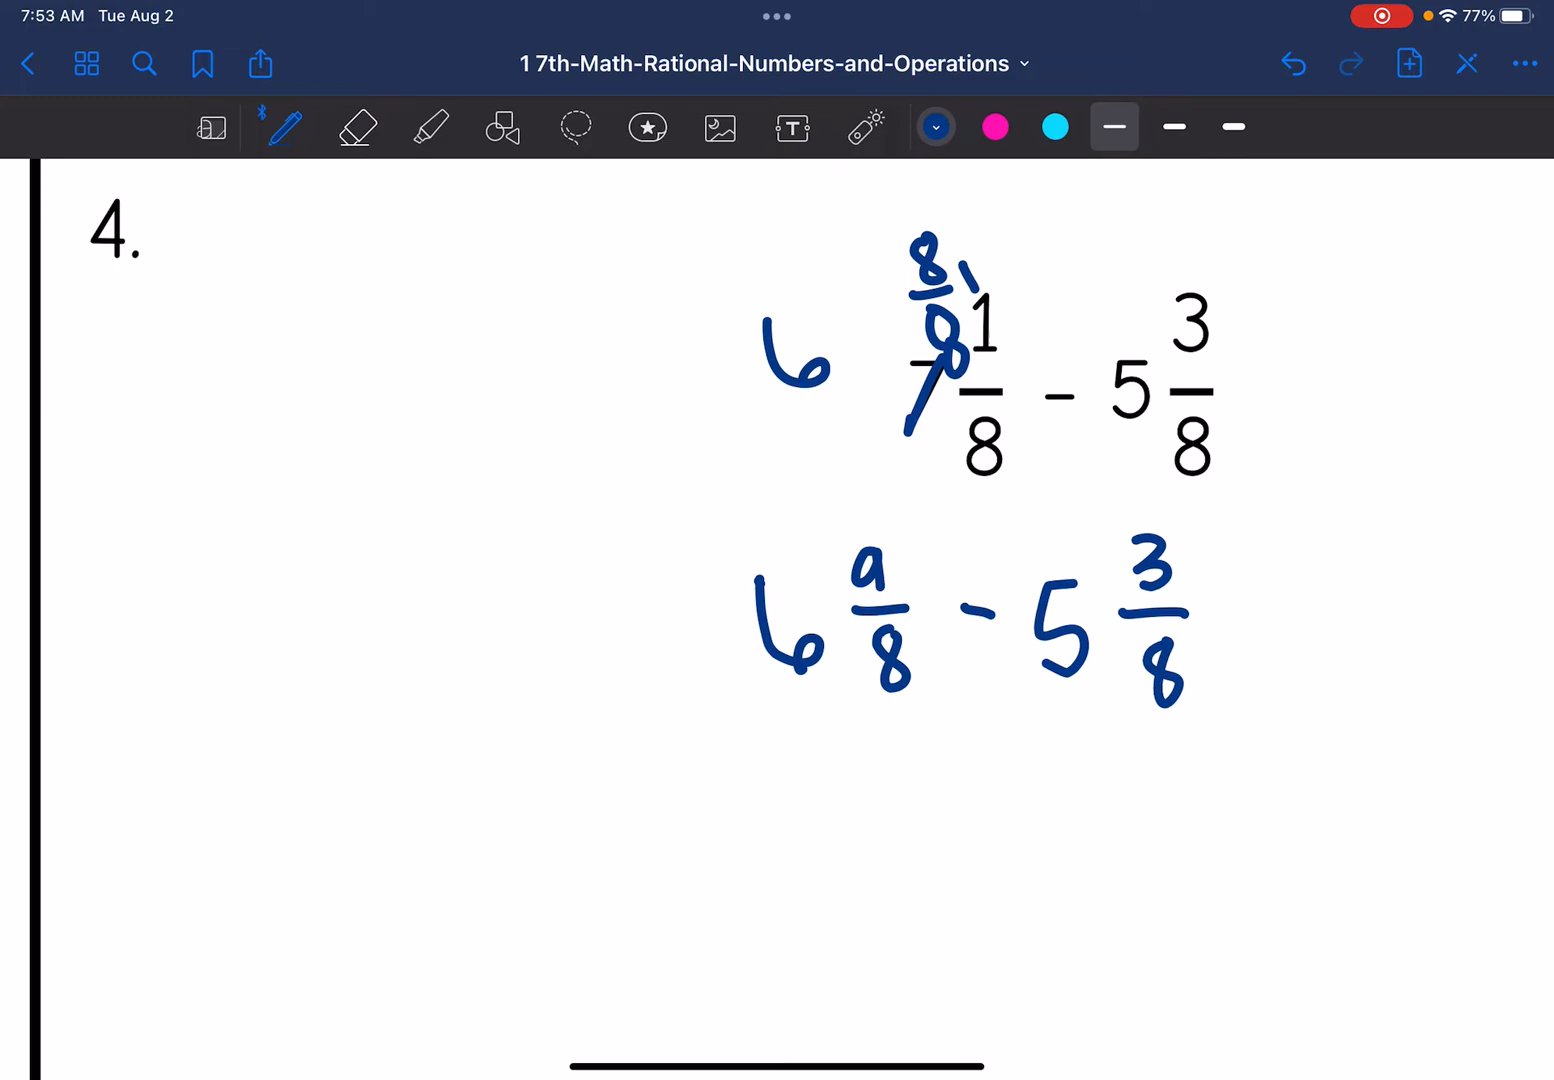 7:53 AM Tue Aug 2 77%
1 7th-Math-Rational-Numbers-and-Operations
T
4.
8/8
6 7 1/8 - 5 3/8
6 9/8 - 5 3/8